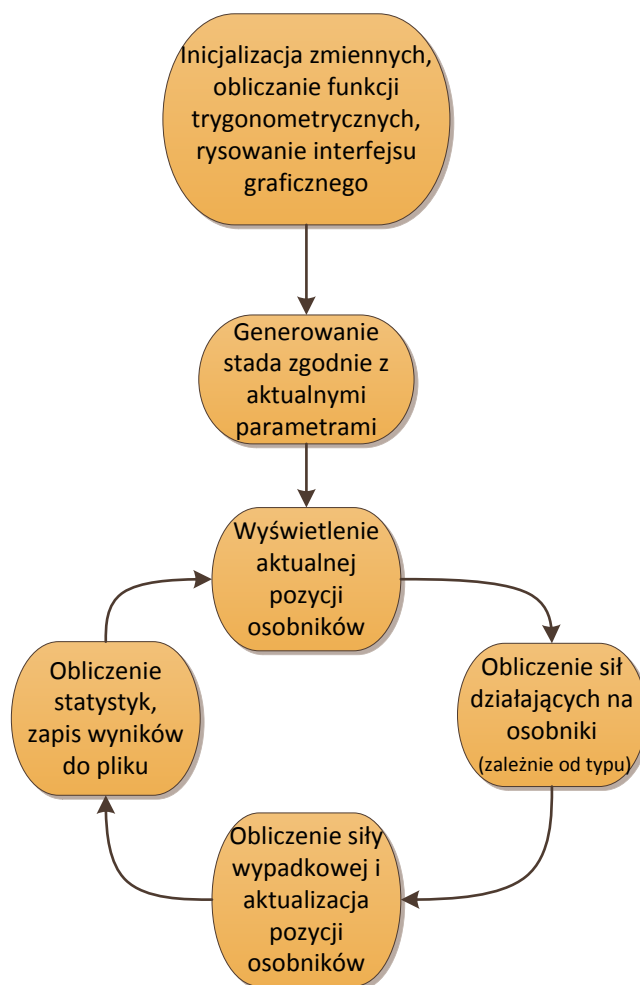 Inicjalizacja zmiennych,
obliczanie funkcji
trygonometrycznych,
rysowanie interfejsu
graficznego
Generowanie
stada zgodnie z
aktualnymi
parametrami
Wyświetlenie
aktualnej
pozycji
osobników
Obliczenie sił
działających na
osobniki
(zależnie od typu)
Obliczenie siły
wypadkowej i
aktualizacja
pozycji
osobników
Obliczenie
statystyk,
zapis wyników
do pliku